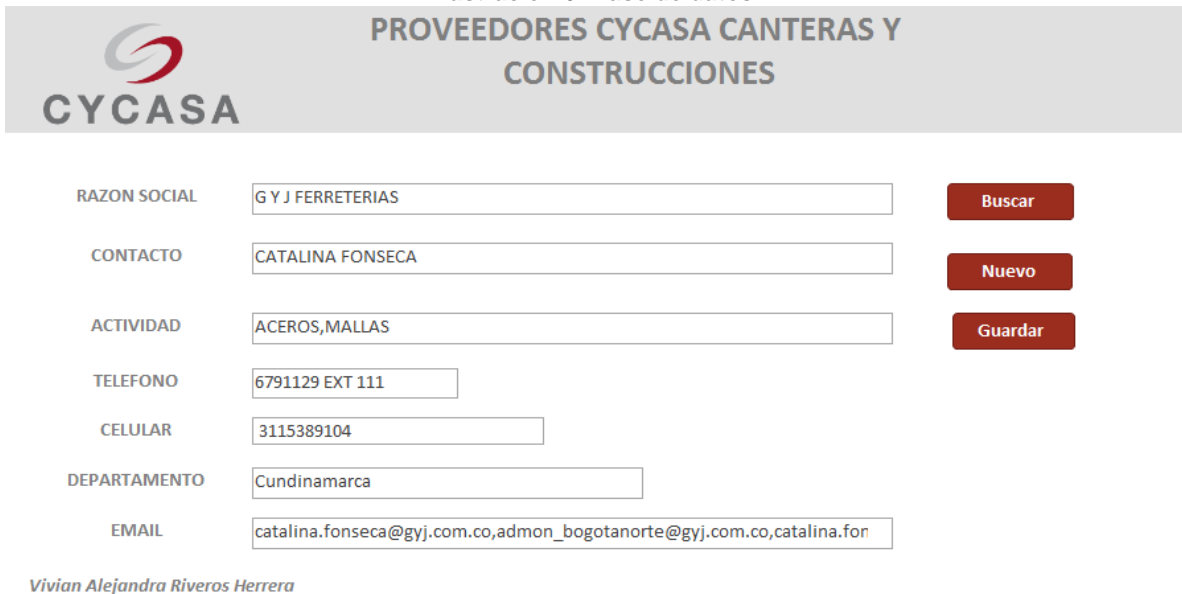 PROVEEDORES CYCASA CANTERAS Y
CONSTRUCCIONES
CYCASA
RAZON SOCIAL G Y J FERRETERIAS Buscar
CONTACTO CATALINA FONSECA Nuevo
ACTIVIDAD ACEROS,MALLAS Guardar
TELEFONO 6791129 EXT 111
CELULAR 3115389104
DEPARTAMENTO Cundinamarca
EMAIL catalina.fonseca@gyj.com.co,admon_bogotanorte@gyj.com.co,catalina.fon
Vivian Alejandra Riveros Herrera